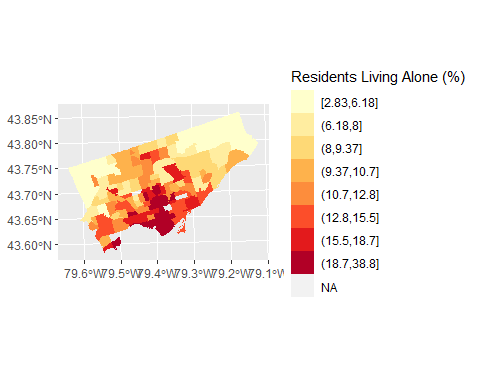 Residents Living Alone (%)
[2.83,6.18]
(6.18,8]
(8,9.37]
(9.37,10.7]
(10.7,12.8]
(12.8,15.5]
(15.5,18.7]
(18.7,38.8]
NA
43.85°N
43.80°N
43.75°N
43.70°N
43.65°N
43.60°N
79.6°W79.5°W79.4°W79.3°W79.2°W79.1°W